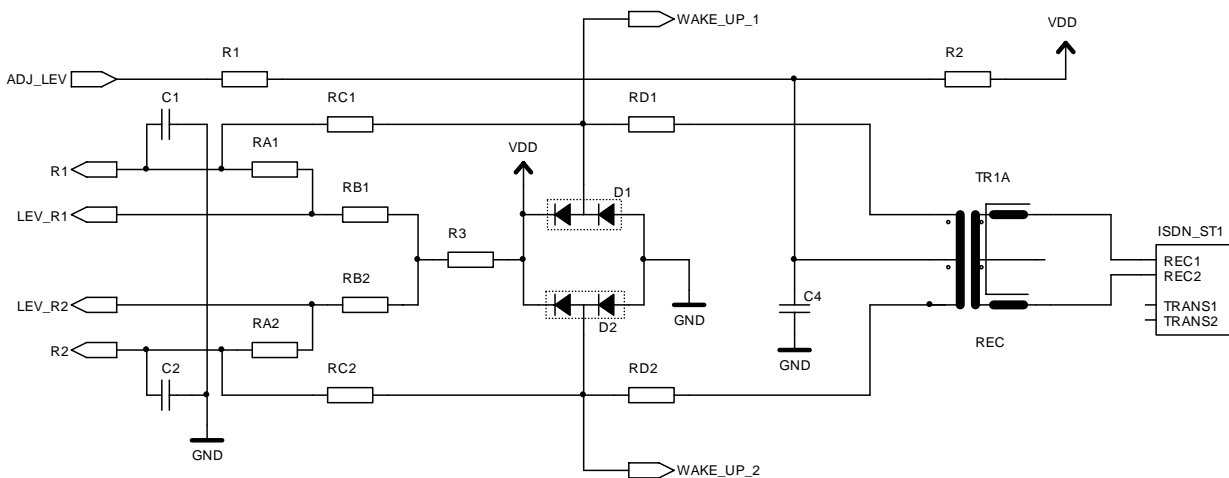 WAKE_UP_1
VDD
R1
R2
ADJ_LEV
C1
RC1
RD1
RA1
VDD
R1
TR1A
RB1
D1
LEV_R1
R3
ISDN_ST1
REC1
REC2
RB2
LEV_R2
C4
TRANS1
GND
TRANS2
RA2
D2
R2
REC
C2
GND
RC2
RD2
GND
WAKE_UP_2